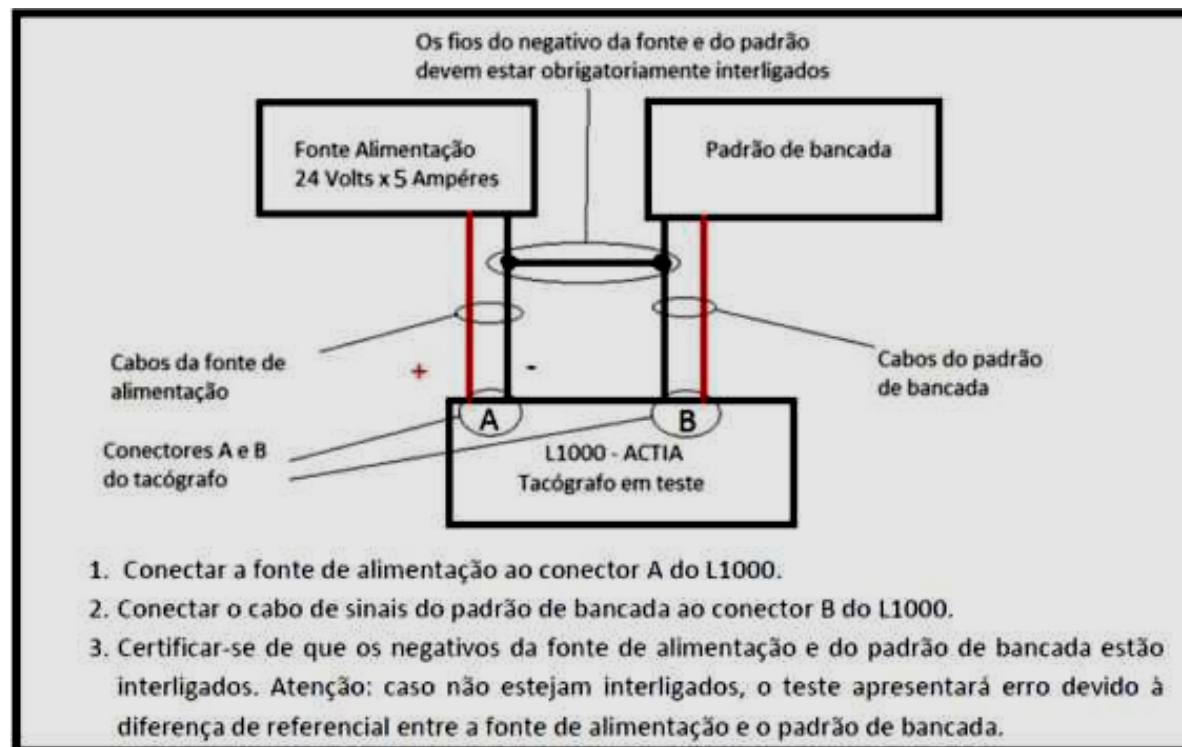 Os fios do negativo da fonte e do padrão
devem estar obrigatoriamente interligados
Fonte Alimentação
24 Volts x 5 Ampéres
Padrão de bancada
Cabos da fonte de
alimentação
+
-
Cabos do padrão
de bancada
Conectores A e B
do tacógrafo
A
B
L1000 - ACTIA
Tacógrafo em teste
1. Conectar a fonte de alimentação ao conector A do L1000.
2. Conectar o cabo de sinais do padrão de bancada ao conector B do L1000.
3. Certificar-se de que os negativos da fonte de alimentação e do padrão de bancada estão
interligados. Atenção: caso não estejam interligados, o teste apresentará erro devido à
diferença de referencial entre a fonte de alimentação e o padrão de bancada.